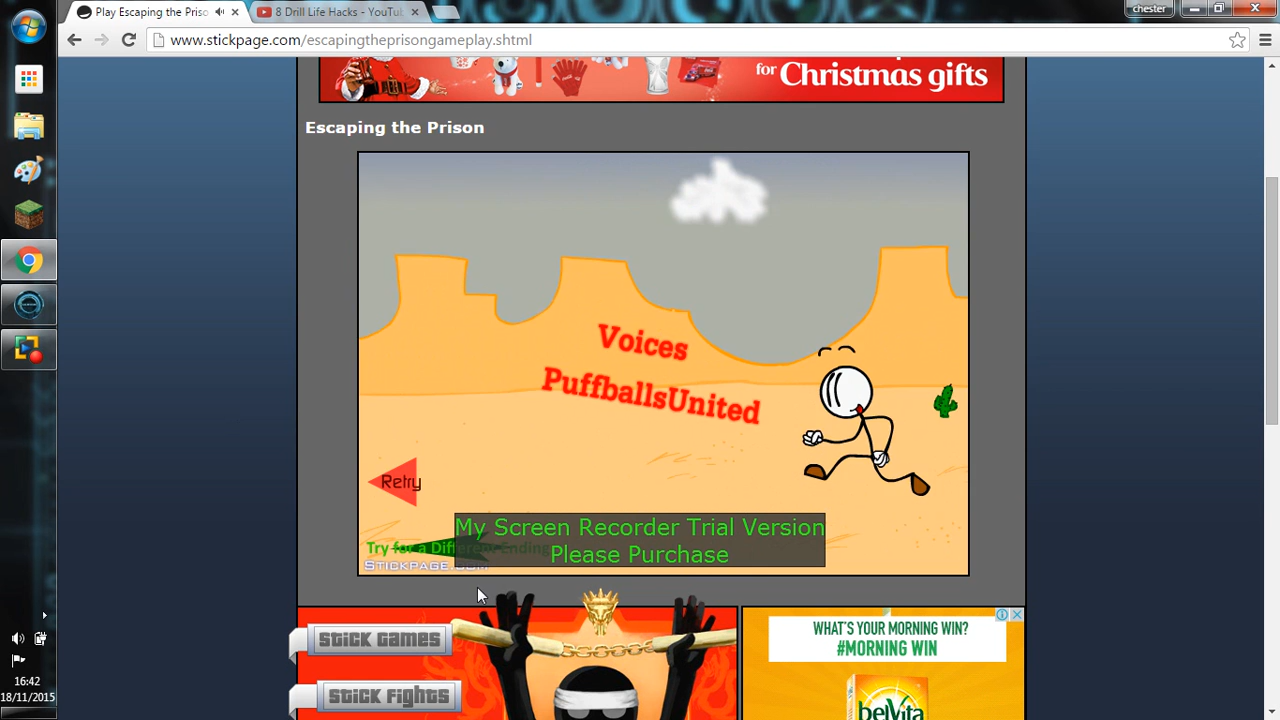 Play Escaping the Priso
8 Drill Life Hacks - YouTu
chester
www.stickpage.com/escapingtheprisongameplay.shtml
for Christmas gifts
Escaping the Prison
Voices
PuffballsUnited
Retry
My Screen Recorder Trial Version
Please Purchase
Try for a Different Ending
STICKPAGE.COM
STICK GAMES
STICK FIGHTS
WHAT'S YOUR MORNING WIN?
#MORNING WIN
belVita
16:42
18/11/2015